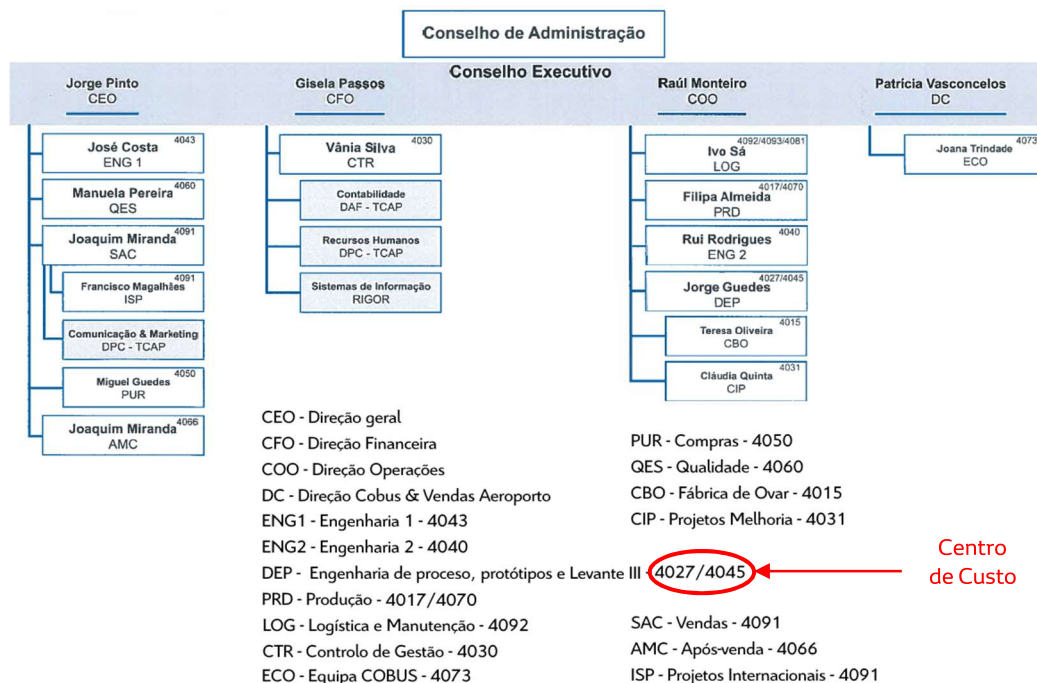 Conselho de Administração
Conselho Executivo
Jorge Pinto
CEO
Gisela Passos
CFO
Raúl Monteiro
COO
Patrícia Vasconcelos
DC
4043
José Costa
ENG 1
4060
Manuela Pereira
QES
4091
Joaquim Miranda
SAC
4091
Francisco Magalhães
ISP
Comunicação & Marketing
DPC - TCAP
4050
Miguel Guedes
PUR
4066
Joaquim Miranda
AMC
4030
Vânia Silva
CTR
Contabilidade
DAF - TCAP
Recursos Humanos
DPC - TCAP
Sistemas de Informação
RIGOR
4092/4093/4081
Ivo Sá
LOG
4017/4070
Filipa Almeida
PRD
4040
Rui Rodrigues
ENG 2
4027/4045
Jorge Guedes
DEP
4015
Teresa Oliveira
CBO
4031
Cláudia Quinta
CIP
4073
Joana Trindade
ECO
CEO - Direção geral
CFO - Direção Financeira
COO - Direção Operações
DC - Direção Cobus & Vendas Aeroporto
ENG1 - Engenharia 1 - 4043
ENG2 - Engenharia 2 - 4040
DEP - Engenharia de processo, protótipos e Levante III - 4027/4045
PRD - Produção - 4017/4070
LOG - Logística e Manutenção - 4092
CTR - Controlo de Gestão - 4030
ECO - Equipa COBUS - 4073
PUR - Compras - 4050
QES - Qualidade - 4060
CBO - Fábrica de Ovar - 4015
CIP - Projetos Melhoria - 4031
SAC - Vendas - 4091
AMC - Após-venda - 4066
ISP - Projetos Internacionais - 4091
Centro
de Custo